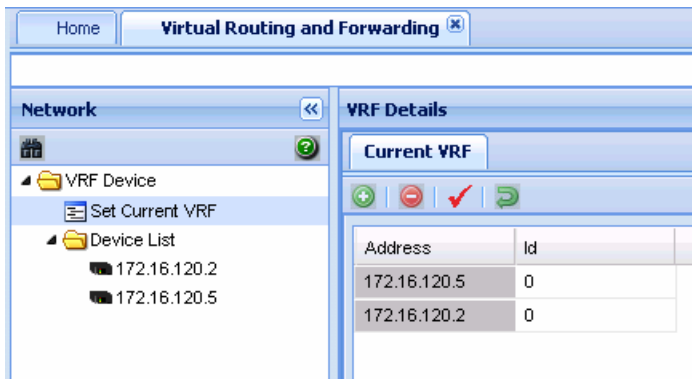 Home
Virtual Routing and Forwarding
Network
VRF Details
Current VRF
VRF Device
Set Current VRF
Device List
172.16.120.2
172.16.120.5
Address Id
172.16.120.5 0
172.16.120.2 0